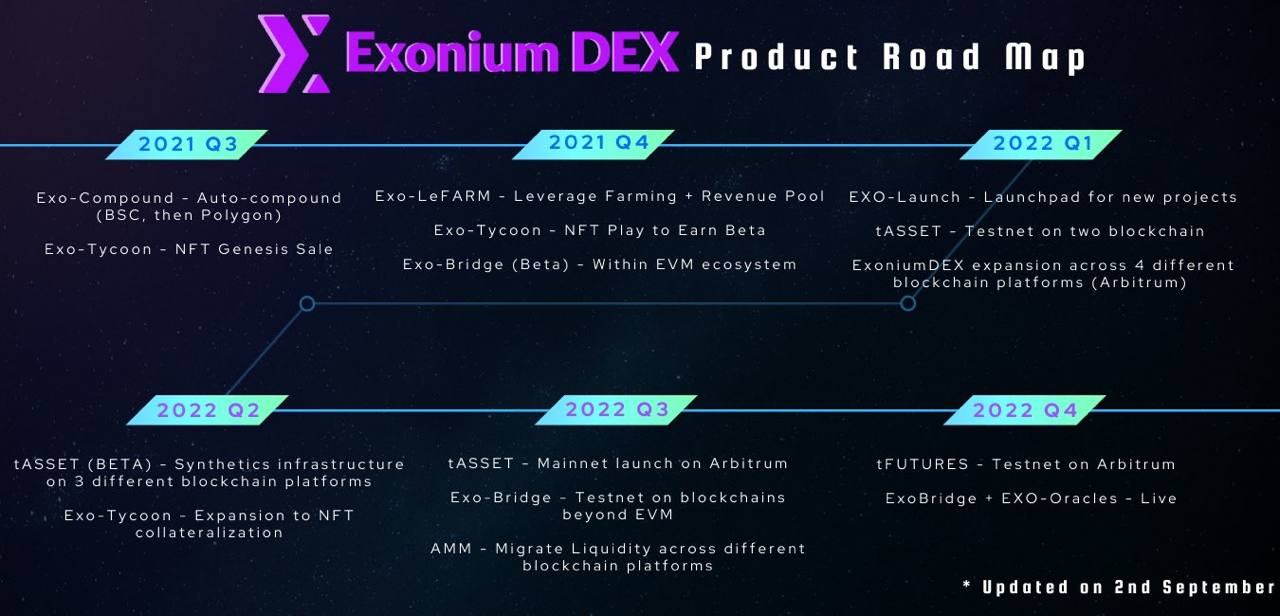 Exonium DEX Product Road Map
2021 Q3
Exo-Compound - Auto-compound
(BSC, then Polygon)
Exo-Tycoon - NFT Genesis Sale
2021 Q4
Exo-LeFARM - Leverage Farming + Revenue Pool
Exo-Tycoon - NFT Play to Earn Beta
Exo-Bridge (Beta) - Within EVM ecosystem
2022 Q1
EXO-Launch - Launchpad for new projects
tASSET - Testnet on two blockchain
ExoniumDEX expansion across 4 different
blockchain platforms (Arbitrum)
2022 Q2
tASSET (BETA) - Synthetics infrastructure
on 3 different blockchain platforms
Exo-Tycoon - Expansion to NFT
collateralization
2022 Q3
tASSET - Mainnet launch on Arbitrum
Exo-Bridge - Testnet on blockchains
beyond EVM
AMM - Migrate Liquidity across different
blockchain platforms
2022 Q4
tFUTURES - Testnet on Arbitrum
ExoBridge + EXO-Oracles - Live
* Updated on 2nd September